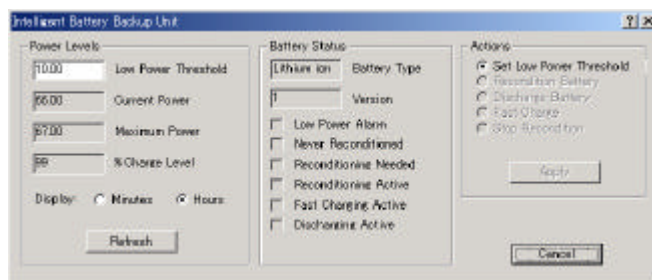 Intelligent Battery Backup Unit
Power Levels
10.00 Low Power Threshold
66.00 Current Power
67.00 Maximum Power
99 % Charge Level
Display: Minutes Hours
Refresh
Battery Status
Lithium ion Battery Type
1 Version
Low Power Alarm
Never Reconditioned
Reconditioning Needed
Reconditioning Active
Fast Charging Active
Discharging Active
Actions
Set Low Power Threshold
Recondition Battery
Discharge Battery
Fast Charge
Stop Recondition
Apply
Cancel